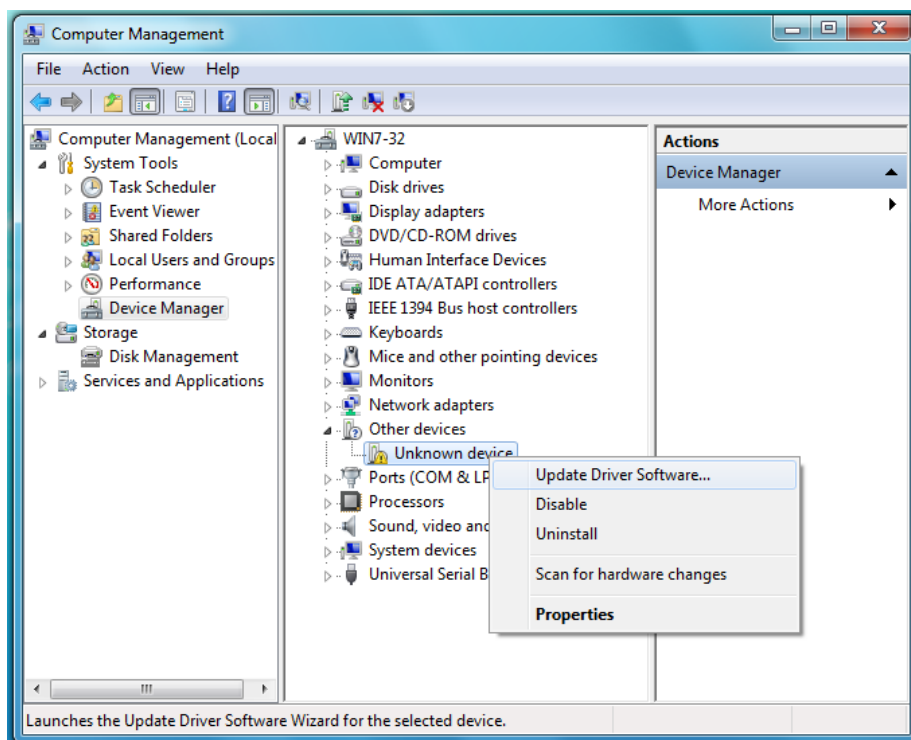 Computer Management
File Action View Help
Computer Management (Local
System Tools
Task Scheduler
Event Viewer
Shared Folders
Local Users and Groups
Performance
Device Manager
Storage
Disk Management
Services and Applications
WIN7-32
Computer
Disk drives
Display adapters
DVD/CD-ROM drives
Human Interface Devices
IDE ATA/ATAPI controllers
IEEE 1394 Bus host controllers
Keyboards
Mice and other pointing devices
Monitors
Network adapters
Other devices
Unknown device
Ports (COM & LP
Processors
Sound, video and
System devices
Universal Serial B
Update Driver Software...
Disable
Uninstall
Scan for hardware changes
Properties
Actions
Device Manager
More Actions
Launches the Update Driver Software Wizard for the selected device.